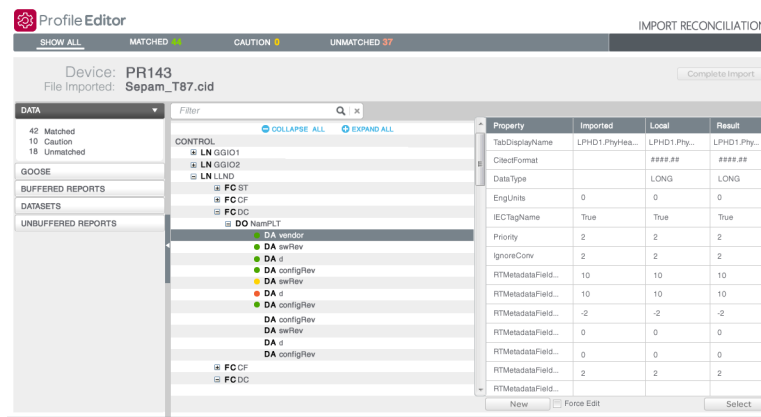 Profile Editor
IMPORT RECONCILIATION
SHOW ALL MATCHED 44 CAUTION 0 UNMATCHED 37
Device: PR143
File Imported: Sepam_T87.cid
Complete Import
DATA
42 Matched
10 Caution
18 Unmatched
GOOSE
BUFFERED REPORTS
DATASETS
UNBUFFERED REPORTS
Filter
COLLAPSE ALL EXPAND ALL
CONTROL
LN GGIO1
LN GGIO2
LN LLND
FC ST
FC CF
FC DC
DO NamPLT
DA vendor
DA swRev
DA d
DA configRev
DA swRev
DA d
DA configRev
DA configRev
DA swRev
DA d
DA configRev
FC CF
FC DC
Property Imported Local Result
TabDisplayName LPHD1.PhyHea... LPHD1.Phy... LPHD1.Phy...
CitectFormat ####.## ####.##
DataType LONG LONG
EngUnits 0 0 0
IECTagName True True True
Priority 2 2 2
IgnoreConv 2 2 2
RTMetadataField... 10 10 10
RTMetadataField... 10 10 10
RTMetadataField... -2 -2 -2
RTMetadataField... 0 0 0
RTMetadataField... 0 0 0
RTMetadataField... 2 2 2
RTMetadataField...
New Force Edit Select